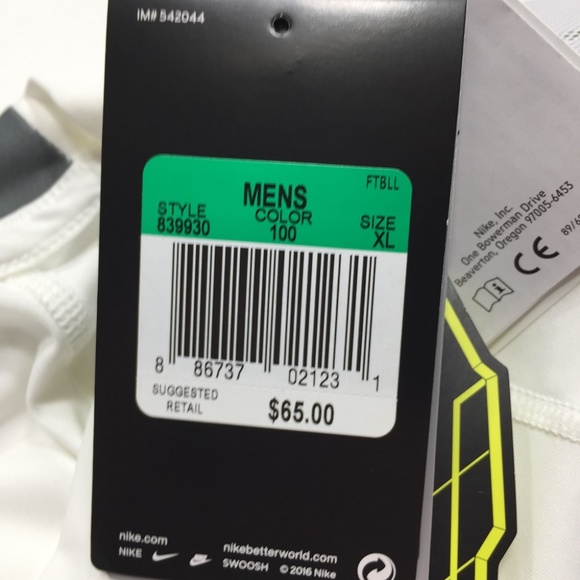 IM# 542044
FTBLL
MENS
STYLE COLOR SIZE
839930 100 XL
8 86737 02123 1
SUGGESTED
RETAIL $65.00
nike.com
NIKE
nikebetterworld.com
SWOOSH © 2016 Nike
Nike, Inc.
One Bowerman Drive
Beaverton, Oregon 97005-6453
CE